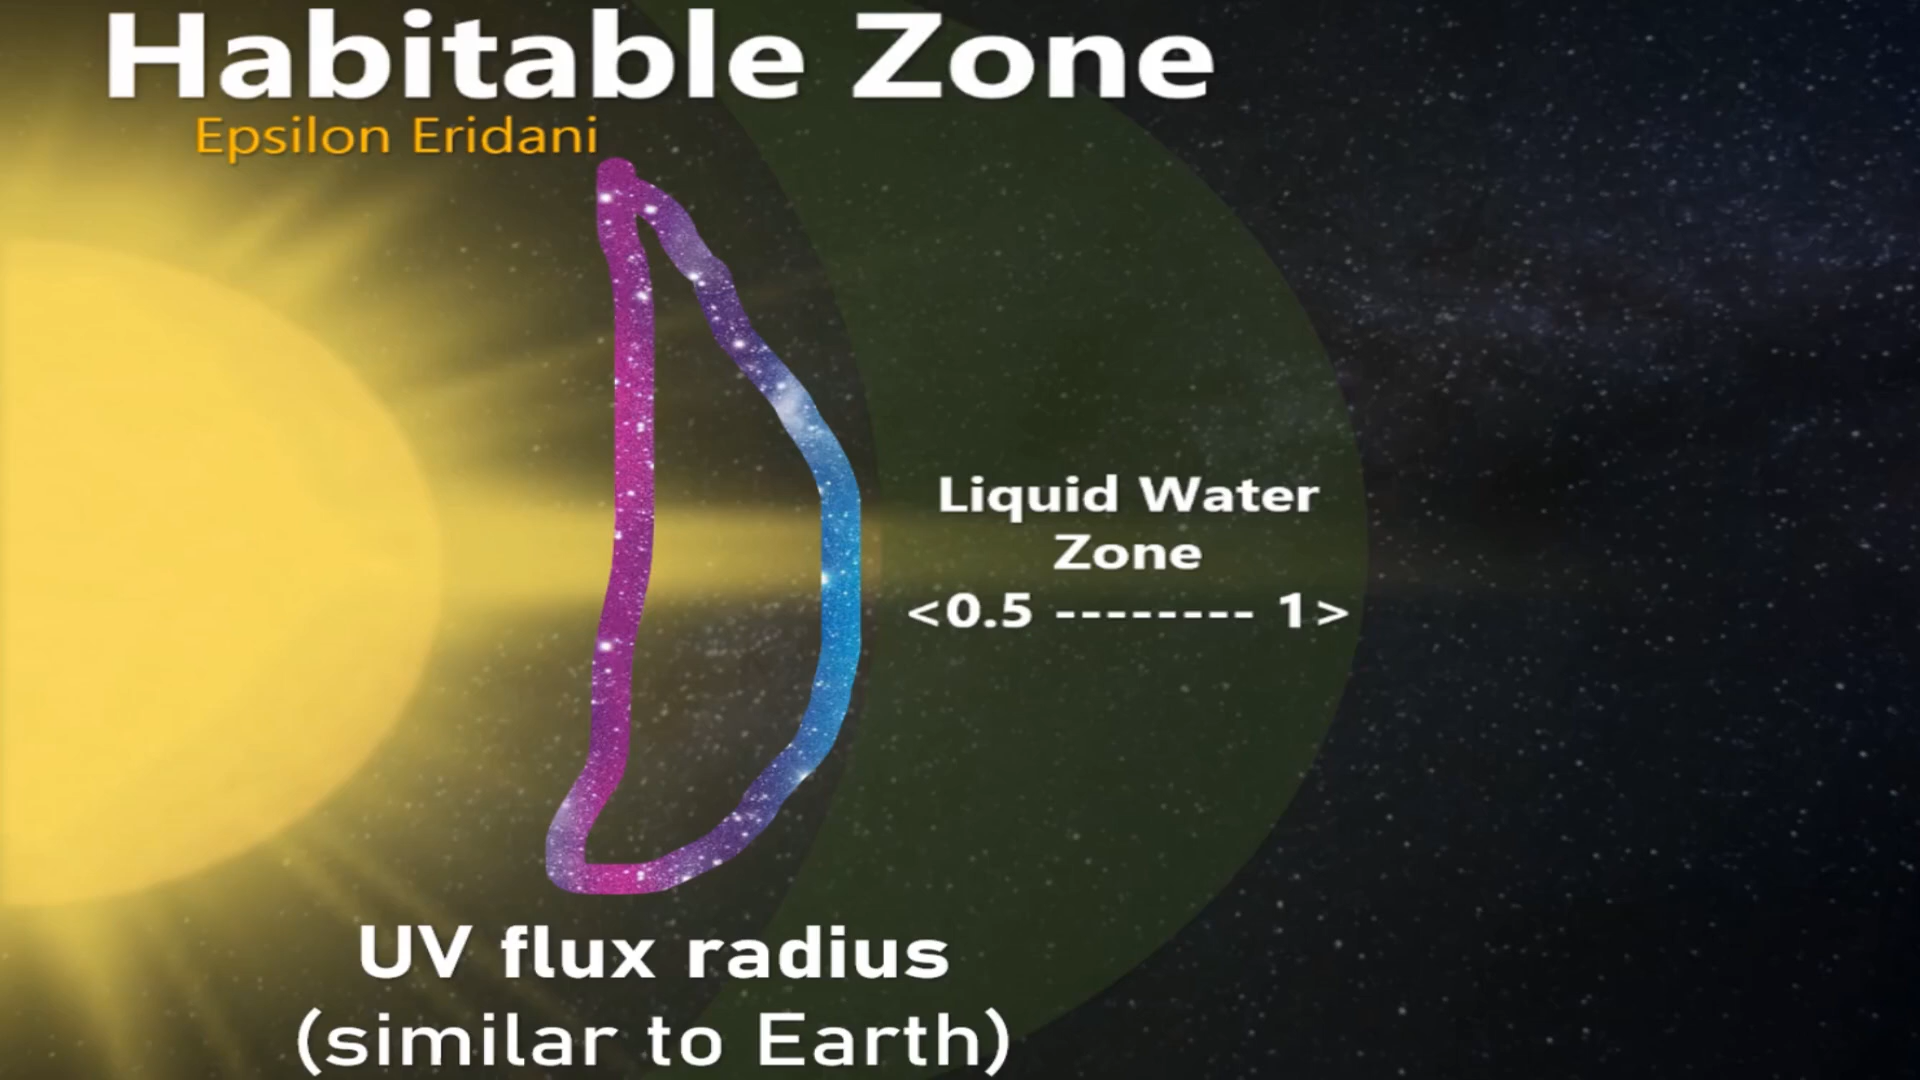 Habitable Zone
Epsilon Eridani
Liquid Water
Zone
<0.5 -------- 1>
UV flux radius
(similar to Earth)